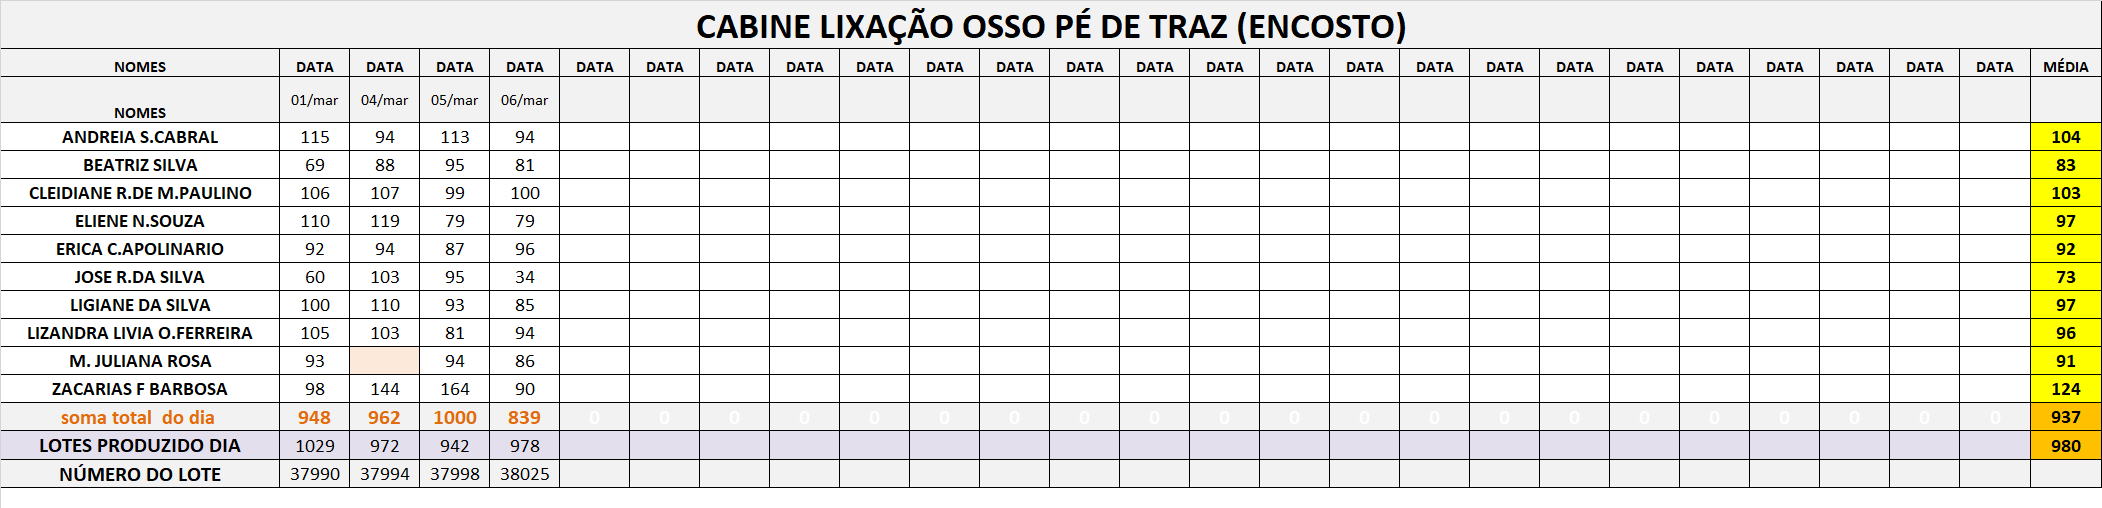 CABINE LIXAÇÃO OSSO PÉ DE TRAZ (ENCOSTO)
NOMES DATA DATA DATA DATA DATA DATA DATA DATA DATA DATA DATA DATA DATA DATA DATA DATA DATA DATA DATA DATA DATA DATA DATA DATA DATA MÉDIA
NOMES 01/mar 04/mar 05/mar 06/mar
ANDREIA S.CABRAL 115 94 113 94 104
BEATRIZ SILVA 69 88 95 81 83
CLEIDIANE R.DE M.PAULINO 106 107 99 100 103
ELIENE N.SOUZA 110 119 79 79 97
ERICA C.APOLINARIO 92 94 87 96 92
JOSE R.DA SILVA 60 103 95 34 73
LIGIANE DA SILVA 100 110 93 85 97
LIZANDRA LIVIA O.FERREIRA 105 103 81 94 96
M. JULIANA ROSA 93 94 86 91
ZACARIAS F BARBOSA 98 144 164 90 124
soma total  do dia 948 962 1000 839 0 0 0 0 0 0 0 0 0 0 0 0 0 0 0 0 0 0 0 0 0 937
LOTES PRODUZIDO DIA 1029 972 942 978 980
NÚMERO DO LOTE 37990 37994 37998 38025